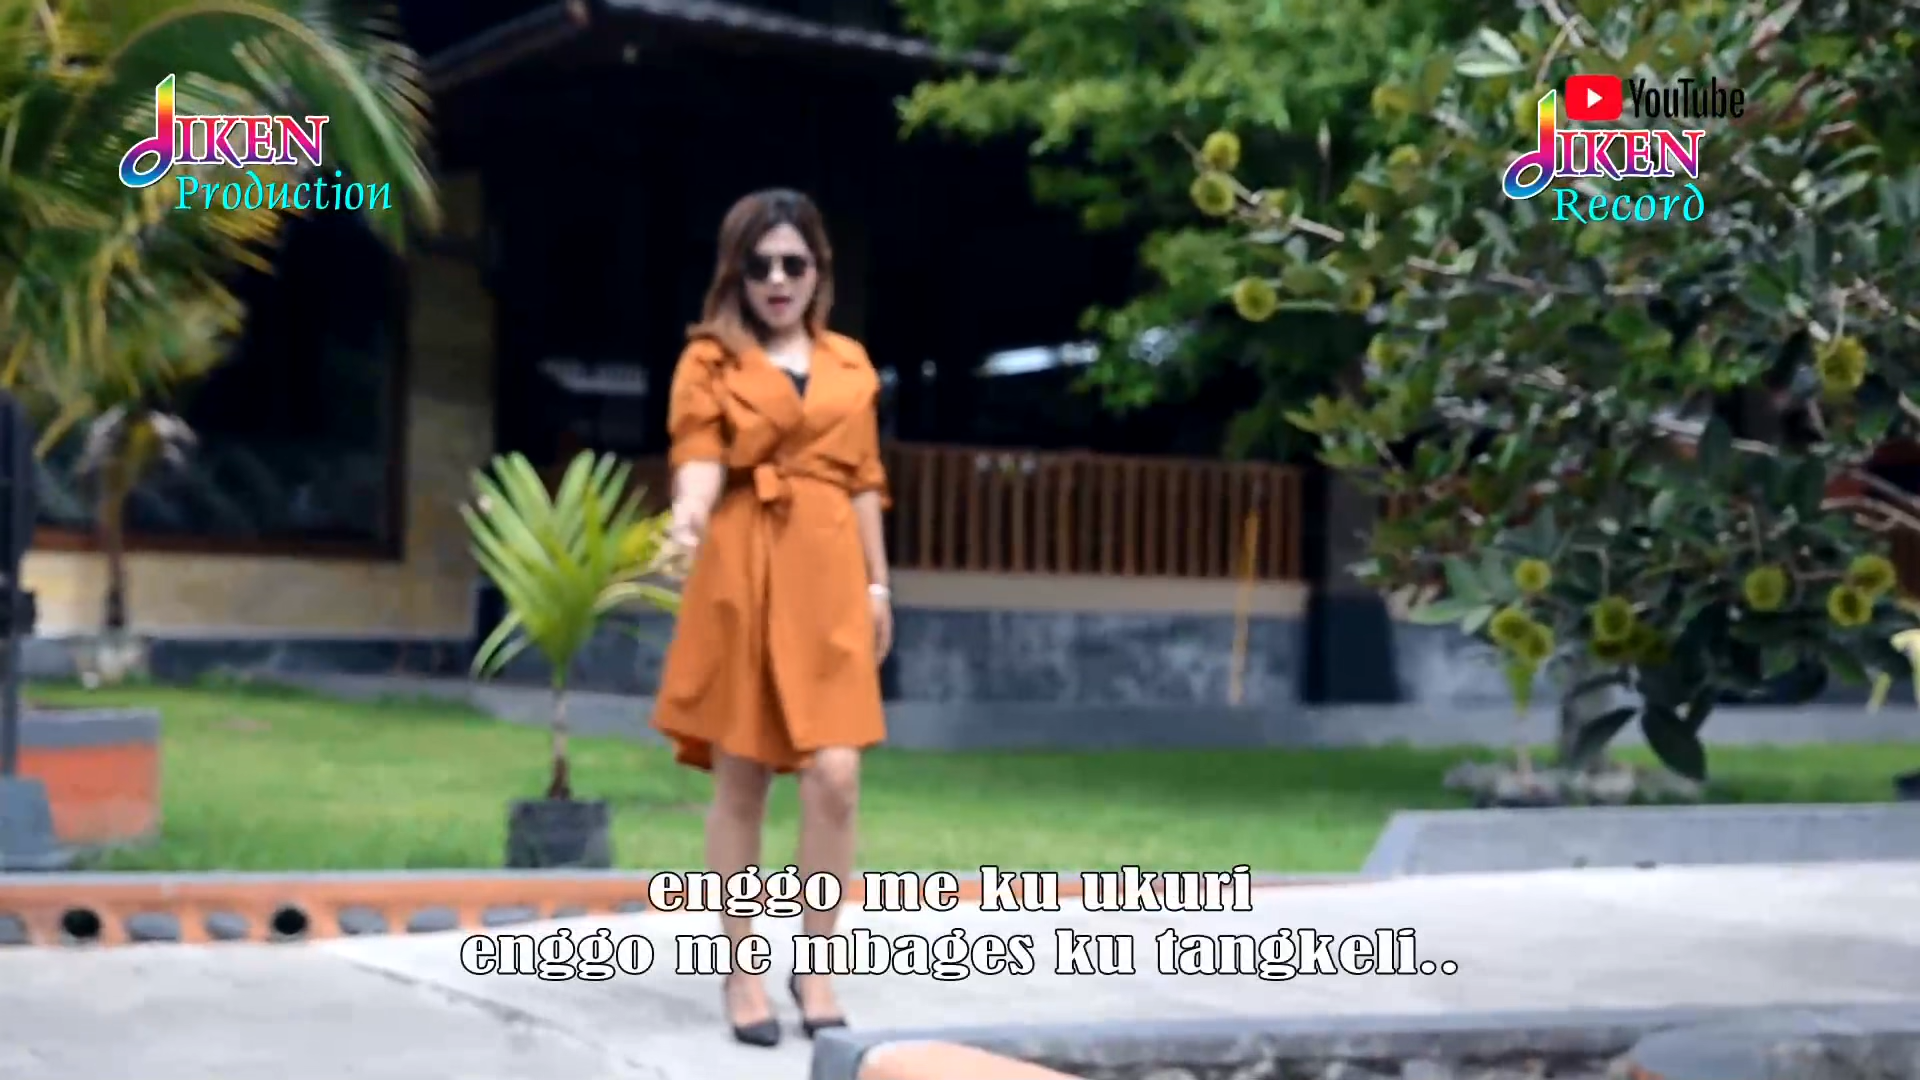 JIKEN
Production
YouTube
JIKEN
Record
enggo me ku ukuri
enggo me mbages ku tangkeli..